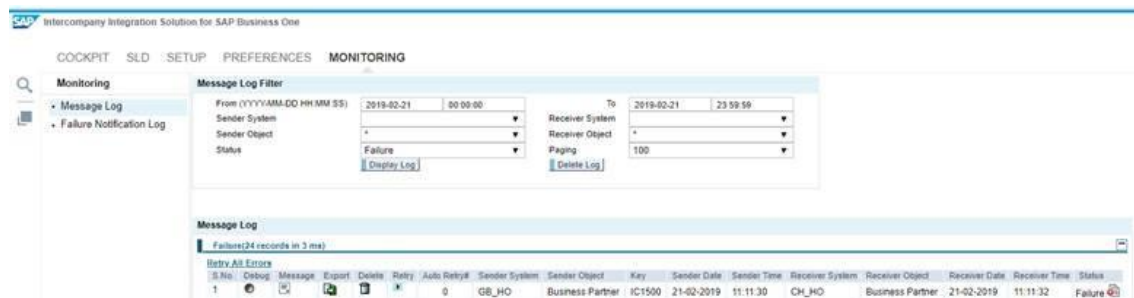 SAP Intercompany Integration Solution for SAP Business One
COCKPIT SLD SETUP PREFERENCES MONITORING
Monitoring
Message Log
Failure Notification Log
Message Log Filter
From (YYYY-MM-DD HH:MM:SS) 2019-02-21 00:00:00 To 2019-02-21 23:59:59
Sender System Receiver System
Sender Object * Receiver Object *
Status Failure Paging 100
Display Log Delete Log
Message Log
Failure(24 records in 3 ms)
Retry All Errors
S.No. Debug Message Export Delete Retry Auto Retry# Sender System Sender Object Key Sender Date Sender Time Receiver System Receiver Object Receiver Date Receiver Time Status
1 0 GB_HO Business Partner IC1500 21-02-2019 11:11:30 CH_HO Business Partner 21-02-2019 11:11:32 Failure